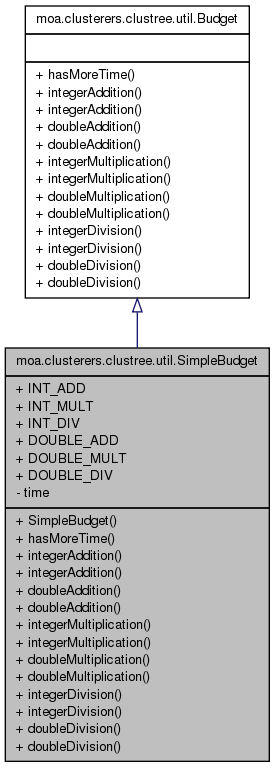 moa.clusterers.clustree.util.Budget
+ hasMoreTime()
+ integerAddition()
+ integerAddition()
+ doubleAddition()
+ doubleAddition()
+ integerMultiplication()
+ integerMultiplication()
+ doubleMultiplication()
+ doubleMultiplication()
+ integerDivision()
+ integerDivision()
+ doubleDivision()
+ doubleDivision()
moa.clusterers.clustree.util.SimpleBudget
+ INT_ADD
+ INT_MULT
+ INT_DIV
+ DOUBLE_ADD
+ DOUBLE_MULT
+ DOUBLE_DIV
- time
+ SimpleBudget()
+ hasMoreTime()
+ integerAddition()
+ integerAddition()
+ doubleAddition()
+ doubleAddition()
+ integerMultiplication()
+ integerMultiplication()
+ doubleMultiplication()
+ doubleMultiplication()
+ integerDivision()
+ integerDivision()
+ doubleDivision()
+ doubleDivision()